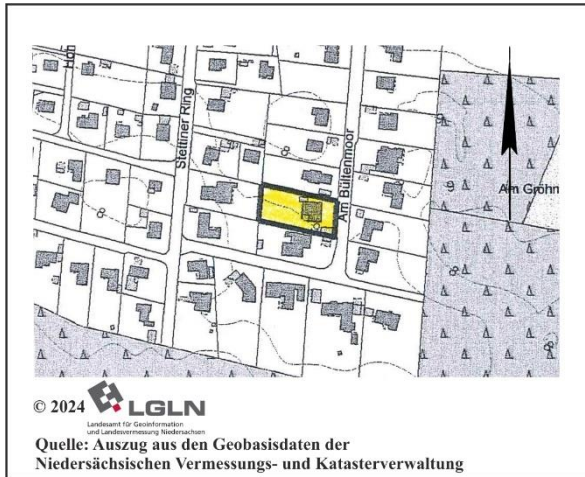 Stettiner Ring
Am Bültenmoor
Am Gröhn
© 2024 LGLN
Landesamt für Geoinformation
und Landesvermessung Niedersachsen
Quelle: Auszug aus den Geobasisdaten der
Niedersächsischen Vermessungs- und Katasterverwaltung